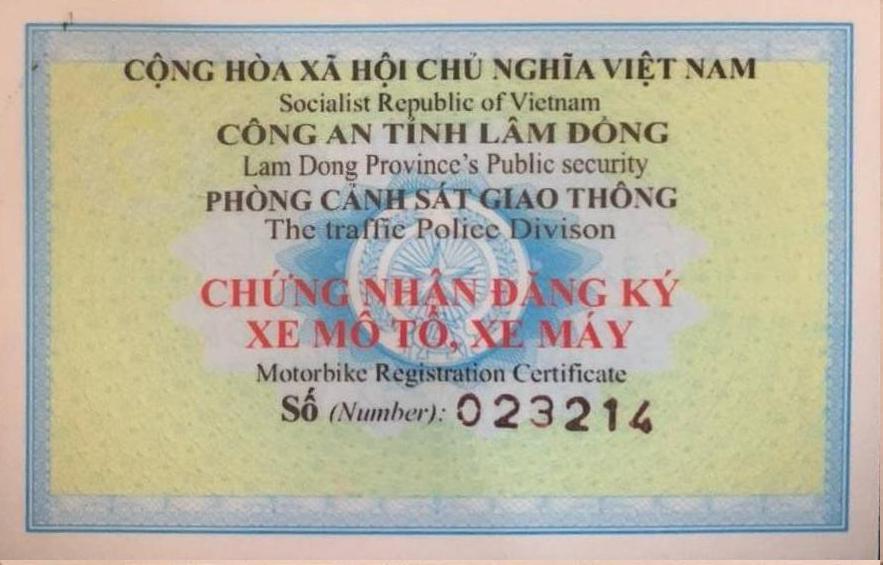 CỘNG HÒA XÃ HỘI CHỦ NGHĨA VIỆT NAM
Socialist Republic of Vietnam
CÔNG AN TỈNH LÂM ĐỒNG
Lam Dong Province's Public security
PHÒNG CẢNH SÁT GIAO THÔNG
The traffic Police Divison
CHỨNG NHẬN ĐĂNG KÝ
XE MÔ TÔ, XE MÁY
Motorbike Registration Certificate
Số (Number): 023214